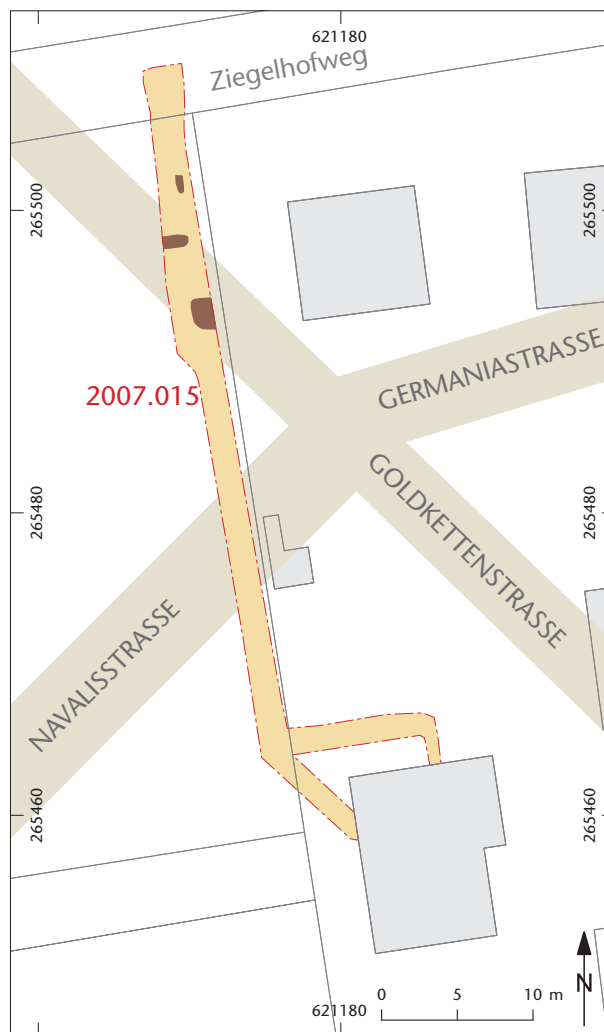 621180
Ziegelhofweg
265500
265500
GERMANIASTRASSE
2007.015
GOLDKETTENSTRASSE
265480
265480
NAVALISSTRASSE
265460
265460
621180
0 5 10 m
N